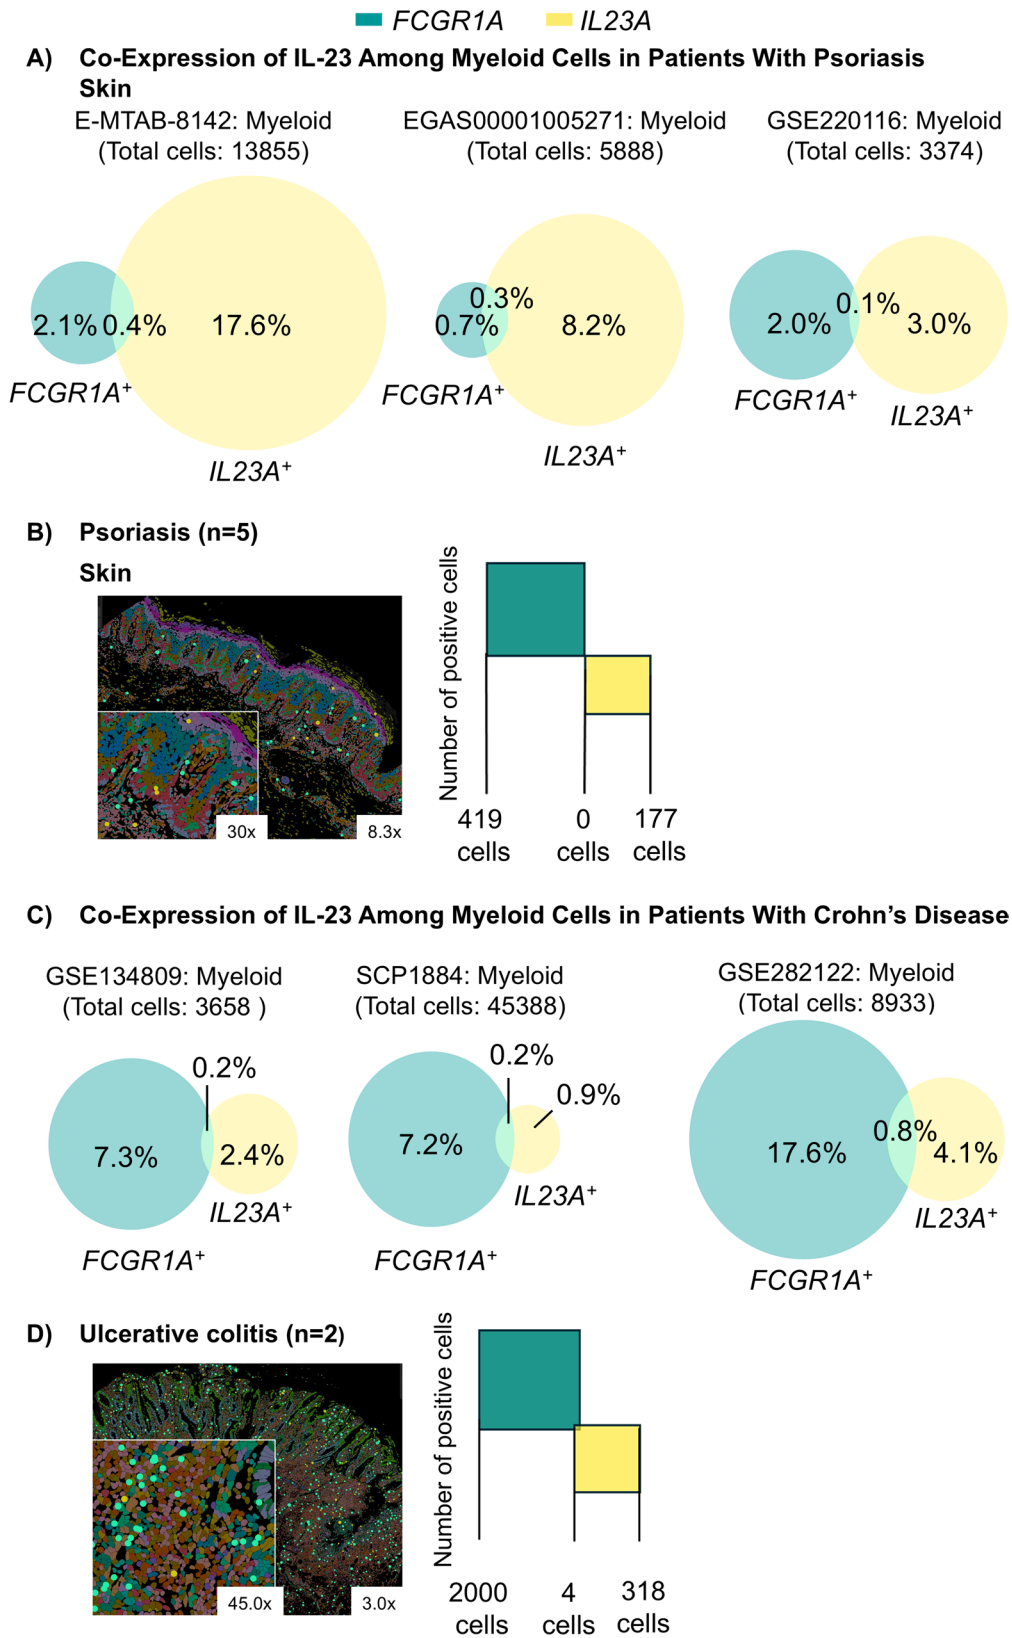 FCGR1A IL23A
A) Co-Expression of IL-23 Among Myeloid Cells in Patients With Psoriasis
Skin
E-MTAB-8142: Myeloid
(Total cells: 13855)
EGAS00001005271: Myeloid
(Total cells: 5888)
GSE220116: Myeloid
(Total cells: 3374)
2.1% 0.4% 17.6%
FCGR1A+
IL23A+
0.3%
0.7% 8.2%
FCGR1A+
IL23A+
0.1%
2.0% 3.0%
FCGR1A+
IL23A+
B) Psoriasis (n=5)
Skin
30x
8.3x
Number of positive cells
419 0 177
cells cells cells
C) Co-Expression of IL-23 Among Myeloid Cells in Patients With Crohn’s Disease
GSE134809: Myeloid
(Total cells: 3658 )
SCP1884: Myeloid
(Total cells: 45388)
GSE282122: Myeloid
(Total cells: 8933)
0.2%
7.3% 2.4%
IL23A+
FCGR1A+
0.2%
0.9%
7.2%
IL23A+
FCGR1A+
0.8%
17.6% 4.1%
IL23A+
FCGR1A+
D) Ulcerative colitis (n=2)
45.0x
3.0x
Number of positive cells
2000 4 318
cells cells cells